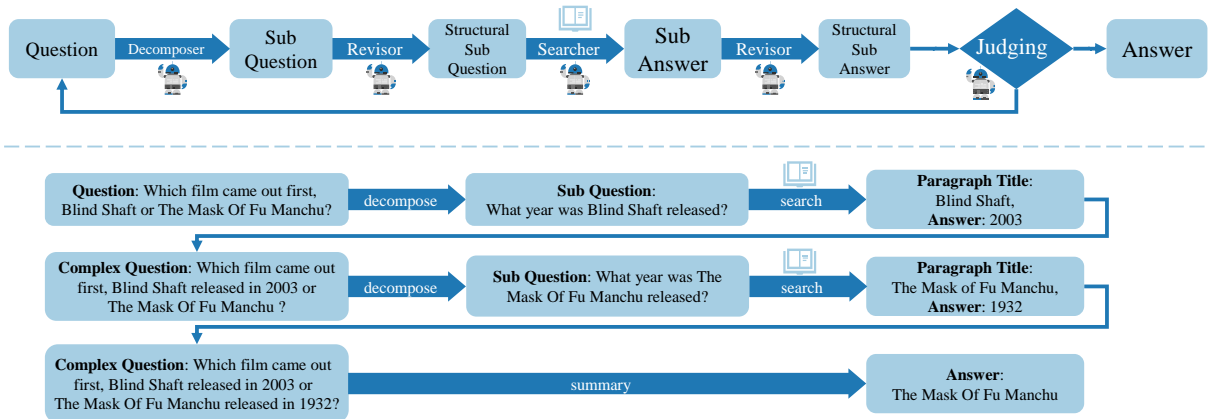 Question
Decomposer
Sub
Question
Revisor
Structural
Sub
Question
Searcher
Sub
Answer
Revisor
Structural
Sub
Answer
Judging
Answer
Question: Which film came out first,
Blind Shaft or The Mask Of Fu Manchu?
decompose
Sub Question:
What year was Blind Shaft released?
search
Paragraph Title:
Blind Shaft,
Answer: 2003
Complex Question: Which film came out
first, Blind Shaft released in 2003 or
The Mask Of Fu Manchu ?
decompose
Sub Question: What year was The
Mask Of Fu Manchu released?
search
Paragraph Title:
The Mask of Fu Manchu,
Answer: 1932
Complex Question: Which film came out
first, Blind Shaft released in 2003 or
The Mask Of Fu Manchu released in 1932?
summary
Answer:
The Mask Of Fu Manchu